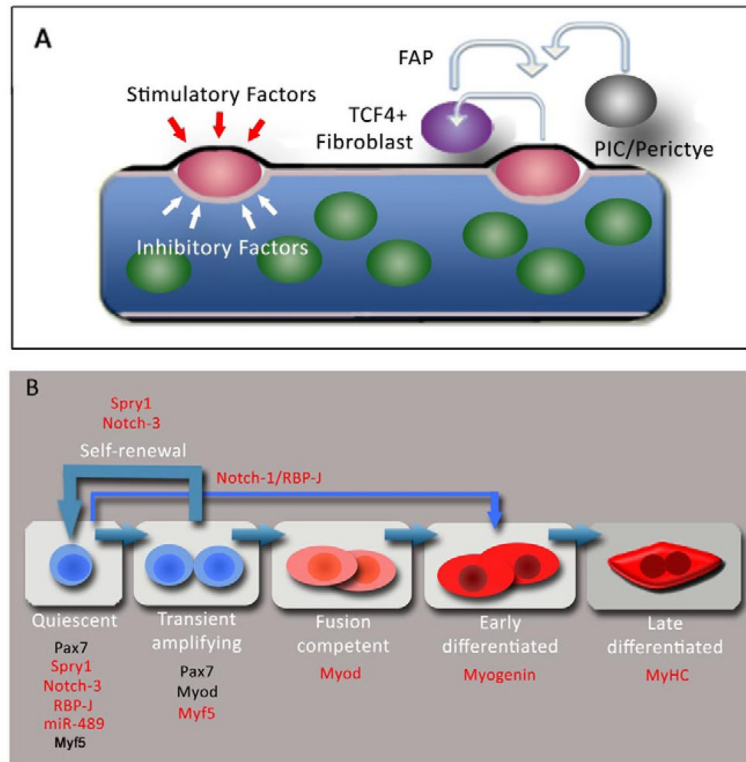 A
Stimulatory Factors
FAP
TCF4+
Fibroblast
PIC/Perictye
Inhibitory Factors
B
Spry1
Notch-3
Self-renewal
Notch-1/RBP-J
Quiescent
Pax7
Spry1
Notch-3
RBP-J
miR-489
Myf5
Transient
amplifying
Pax7
Myod
Myf5
Fusion
competent
Myod
Early
differentiated
Myogenin
Late
differentiated
MyHC